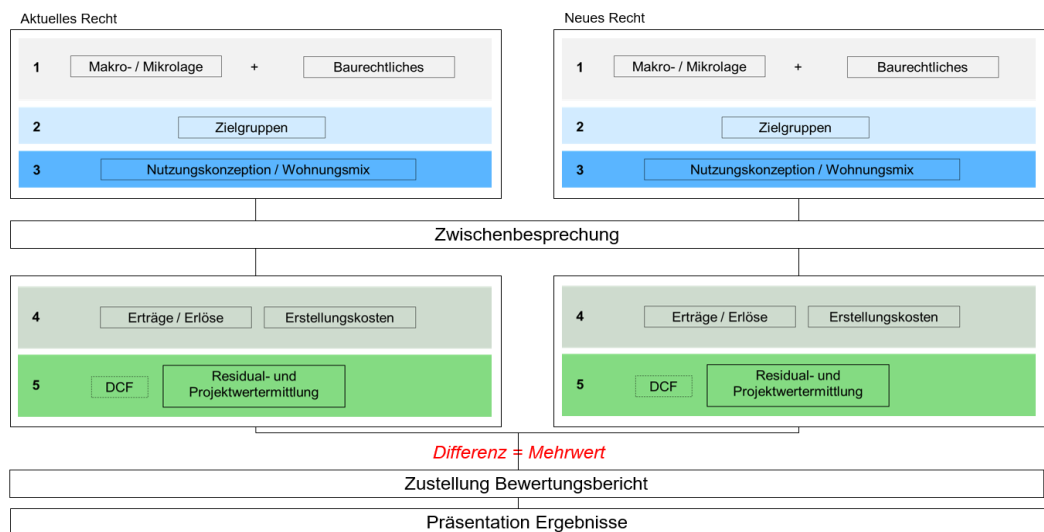 Aktuelles Recht
1 Makro- / Mikrolage + Baurechtliches
2 Zielgruppen
3 Nutzungskonzeption / Wohnungsmix
Neues Recht
1 Makro- / Mikrolage + Baurechtliches
2 Zielgruppen
3 Nutzungskonzeption / Wohnungsmix
Zwischenbesprechung
4 Erträge / Erlöse Erstellungskosten
5 DCF Residual- und
Projektwertermittlung
4 Erträge / Erlöse Erstellungskosten
5 DCF Residual- und
Projektwertermittlung
Differenz = Mehrwert
Zustellung Bewertungsbericht
Präsentation Ergebnisse